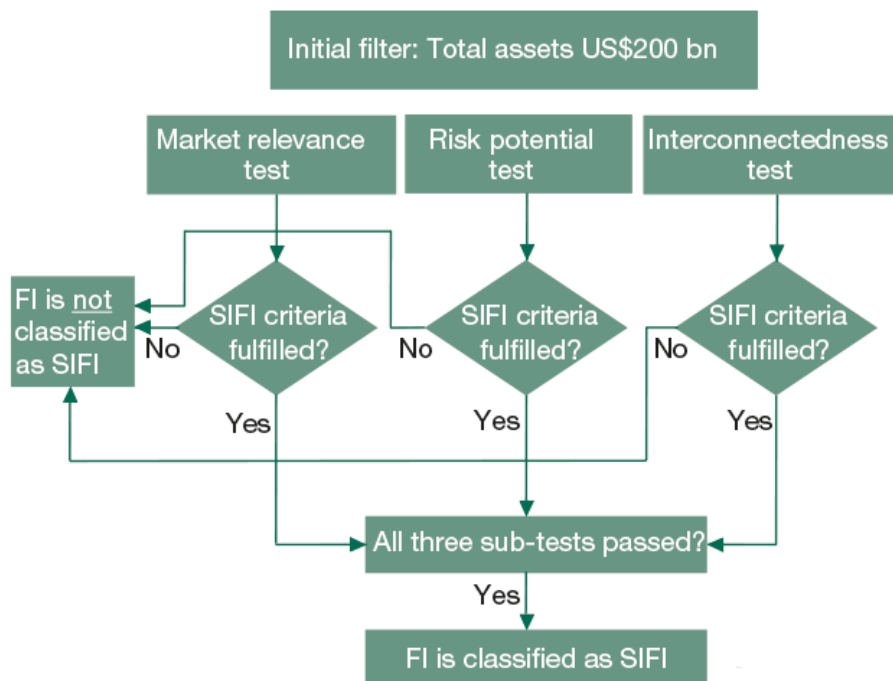 Initial filter: Total assets US$200 bn
Market relevance
test
Risk potential
test
Interconnectedness
test
FI is not
classified
as SIFI
SIFI criteria
fulfilled?
SIFI criteria
fulfilled?
SIFI criteria
fulfilled?
No
No
No
Yes
Yes
Yes
All three sub-tests passed?
Yes
FI is classified as SIFI